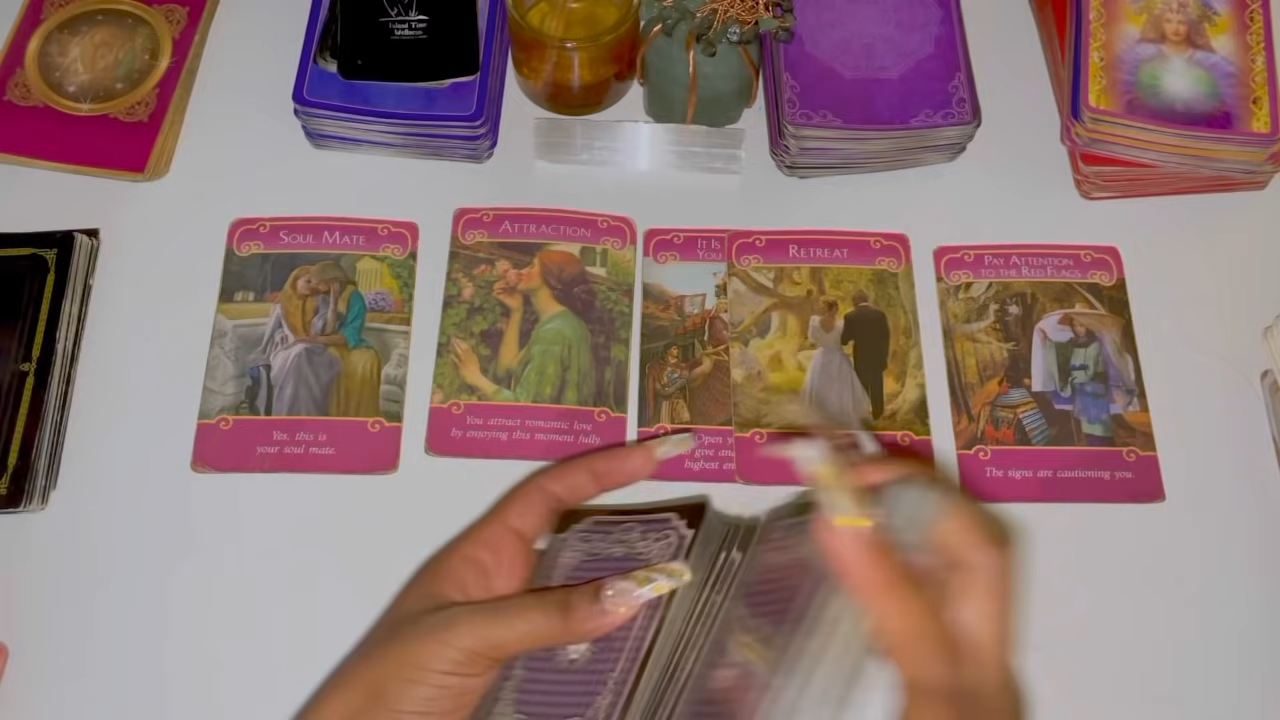 Island Time
Wellness
SOUL MATE
Yes, this is
your soul mate.
ATTRACTION
You attract romantic love
by enjoying this moment fully.
IT IS
YOU
Open y
give an
highest en
RETREAT
PAY ATTENTION
TO THE RED FLAGS
The signs are cautioning you.